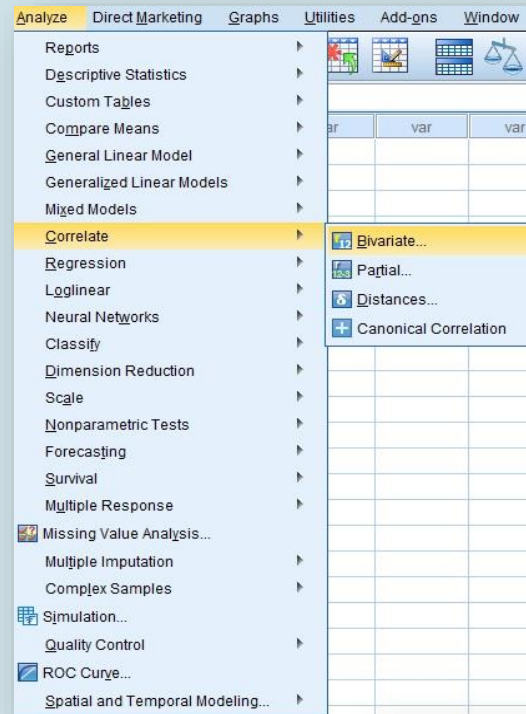 Analyze Direct Marketing Graphs Utilities Add-ons Window
Reports
Descriptive Statistics
Custom Tables
Compare Means
General Linear Model
Generalized Linear Models
Mixed Models
Correlate
Regression
Loglinear
Neural Networks
Classify
Dimension Reduction
Scale
Nonparametric Tests
Forecasting
Survival
Multiple Response
Missing Value Analysis...
Multiple Imputation
Complex Samples
Simulation...
Quality Control
ROC Curve...
Spatial and Temporal Modeling...
ar var var
12 Bivariate...
Partial...
δ Distances...
Canonical Correlation